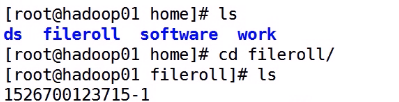 [root@hadoop01 home]# ls
ds fileroll software work
[root@hadoop01 home]# cd fileroll/
[root@hadoop01 fileroll]# ls
1526700123715-1